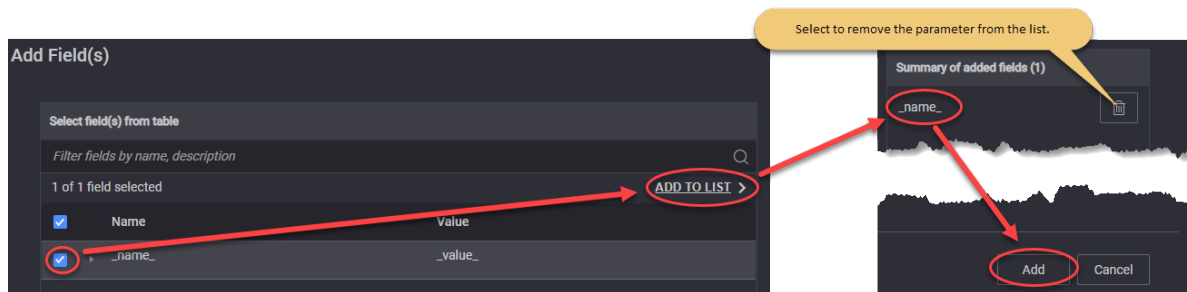 Select to remove the parameter from the list.
Add Field(s)
Select field(s) from table
Filter fields by name, description
1 of 1 field selected
ADD TO LIST >
Name Value
_name_ _value_
Summary of added fields (1)
_name_
Add Cancel